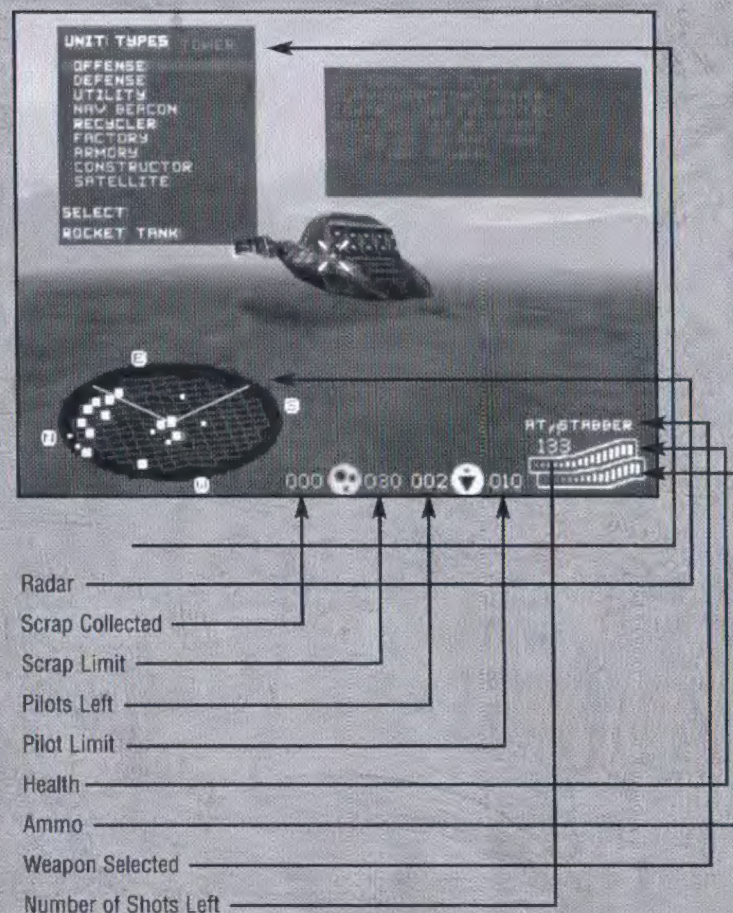 UNIT TYPES TOWER
OFFENSE
DEFENSE
UTILITY
NAV BEACON
RECYCLER
FACTORY
ARMORY
CONSTRUCTOR
SATELLITE
SELECT
ROCKET TANK
E
S
N
W
AT-STABBER
133
000 030 002 010
Radar
Scrap Collected
Scrap Limit
Pilots Left
Pilot Limit
Health
Ammo
Weapon Selected
Number of Shots Left